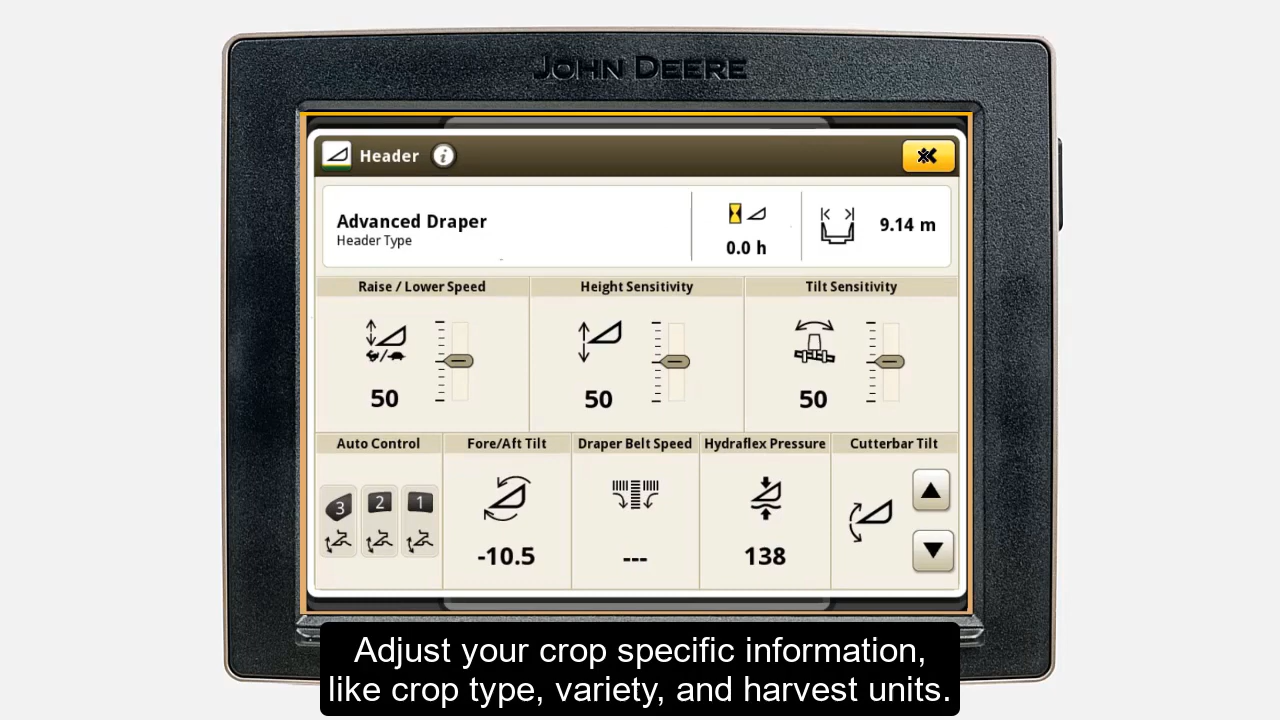 JOHN DEERE
Header
Advanced Draper
Header Type
0.0 h
9.14 m
Raise / Lower Speed
Height Sensitivity
Tilt Sensitivity
50
50
50
Auto Control
Fore/Aft Tilt
Draper Belt Speed
Hydraflex Pressure
Cutterbar Tilt
3
2
1
-10.5
---
138
Adjust your crop specific information,
like crop type, variety, and harvest units.